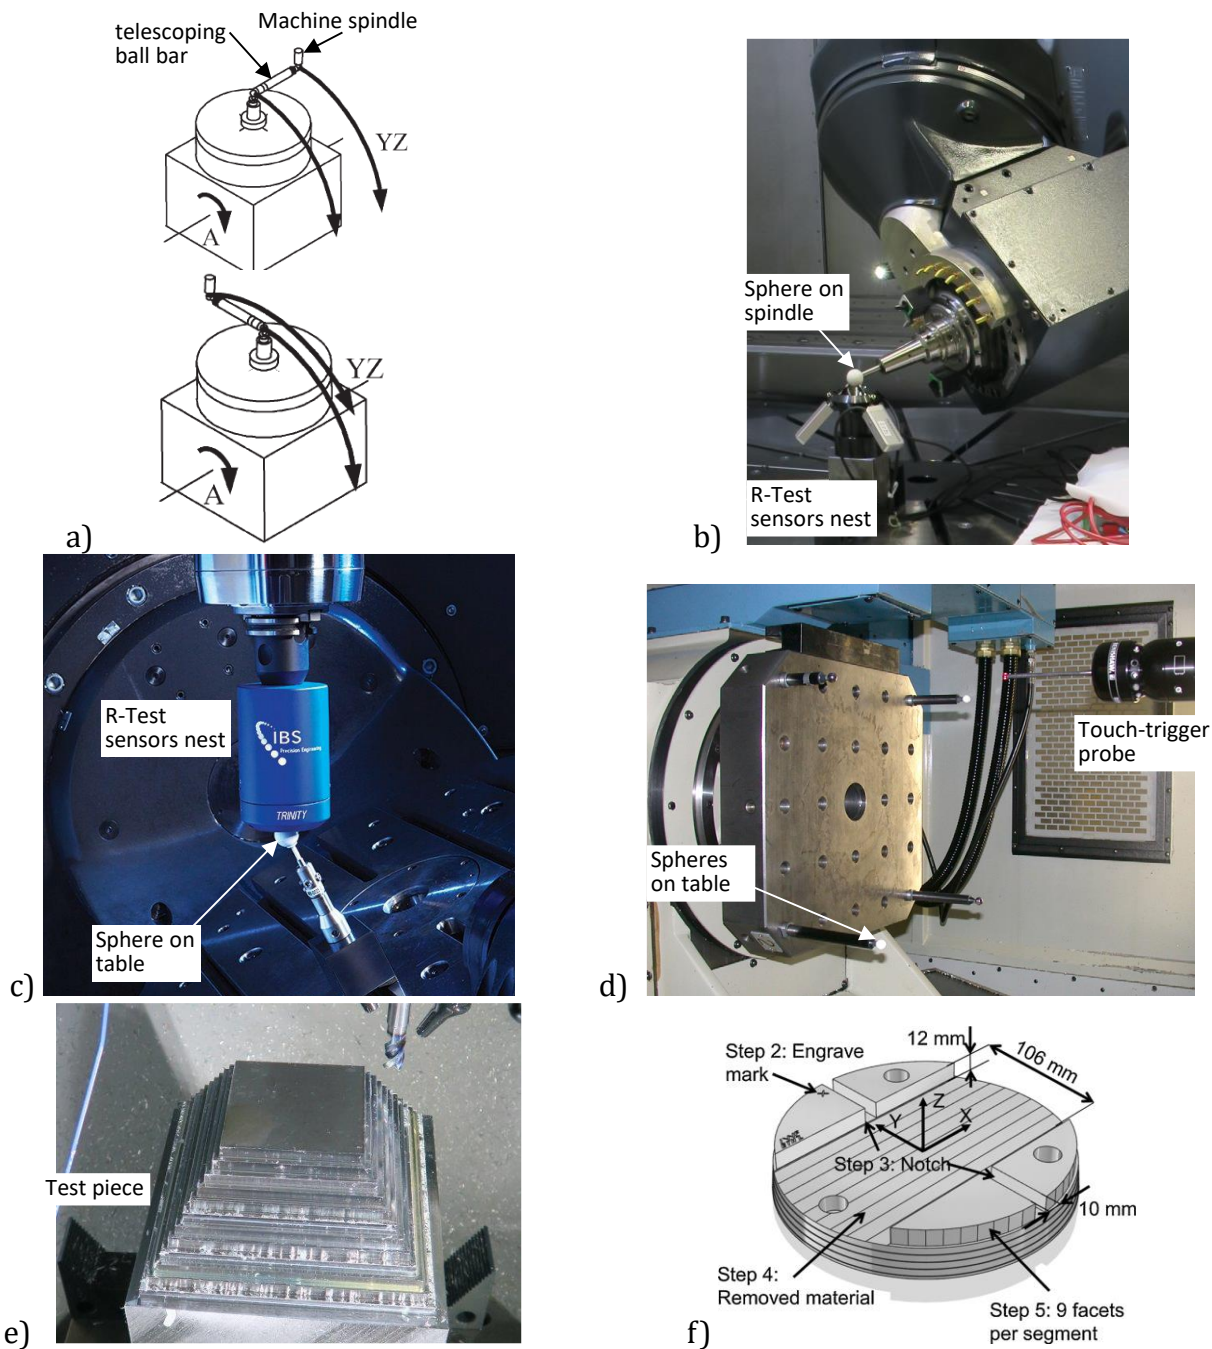 telescoping
ball bar
Machine spindle
YZ
A
YZ
A
a)
Sphere on
spindle
R-Test
sensors nest
b)
R-Test
sensors nest
IBS
Precision Engineering
TRINITY
Sphere on
table
c)
Touch-trigger
probe
Spheres
on table
d)
Test piece
e)
12 mm
106 mm
Step 2: Engrave
mark
Z
Y
X
Step 3: Notch
10 mm
Step 4:
Removed material
Step 5: 9 facets
per segment
f)